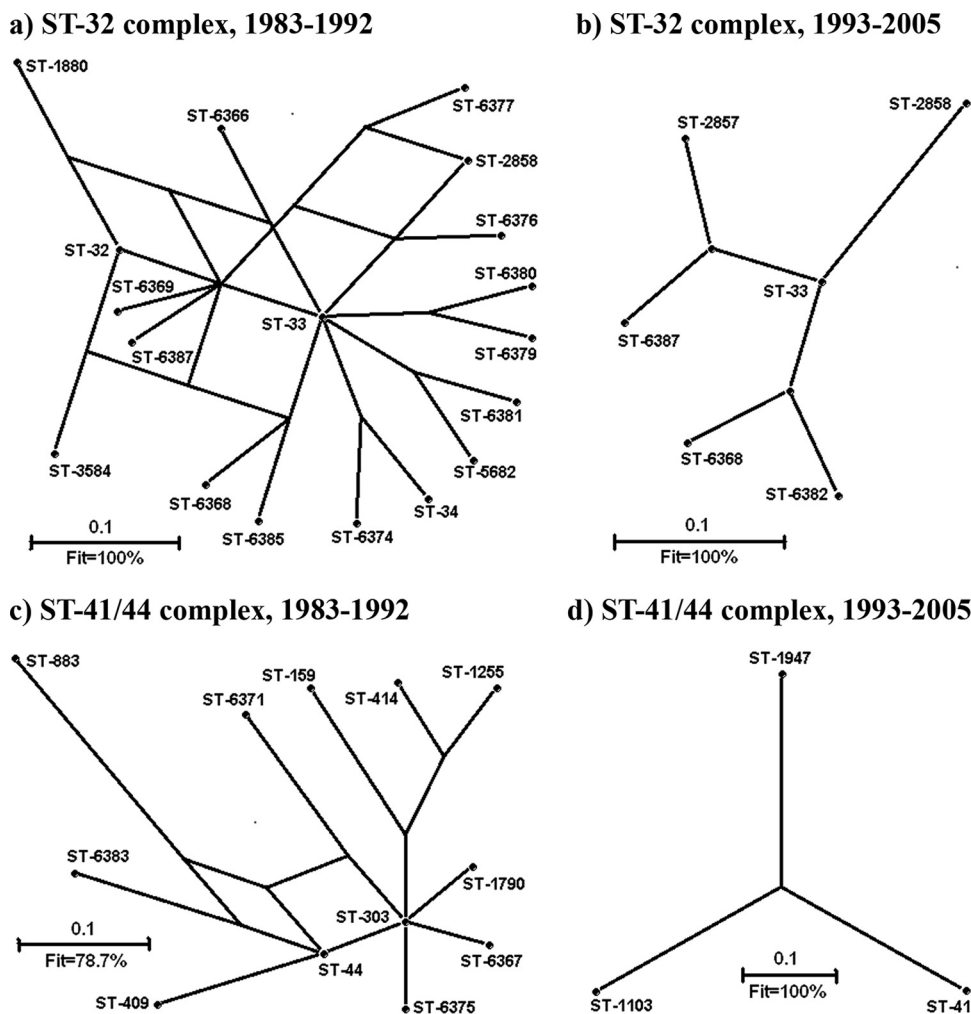 a) ST-32 complex, 1983-1992
b) ST-32 complex, 1993-2005
ST-1880
ST-6366
ST-6377
ST-2858
ST-6376
ST-32
ST-6380
ST-6369
ST-33
ST-6387
ST-6379
ST-6381
ST-5682
ST-3584
ST-6368
ST-34
ST-6385
ST-6374
0.1
Fit=100%
ST-2858
ST-2857
ST-33
ST-6387
ST-6368
ST-6382
0.1
Fit=100%
c) ST-41/44 complex, 1983-1992
d) ST-41/44 complex, 1993-2005
ST-883
ST-159
ST-1255
ST-6371
ST-414
ST-6383
ST-1790
ST-303
0.1
Fit=78.7%
ST-44
ST-6367
ST-409
ST-6375
ST-1947
0.1
Fit=100%
ST-1103
ST-41